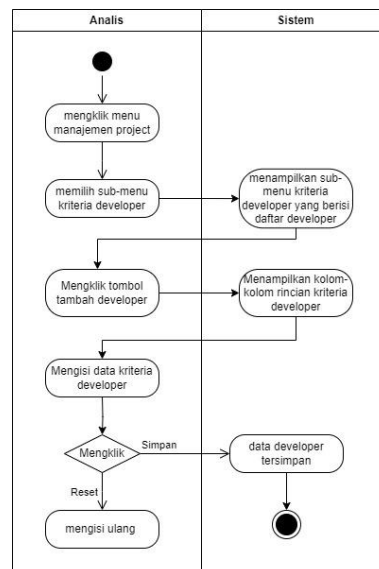 Analis
Sistem
mengklik menu
manajemen project
memilih sub-menu
kriteria developer
menampilkan sub-
menu kriteria
developer yang berisi
daftar developer
Mengklik tombol
tambah developer
Menampilkan kolom-
kolom rincian kriteria
developer
Mengisi data kriteria
developer
Mengklik
Simpan
data developer
tersimpan
Reset
mengisi ulang